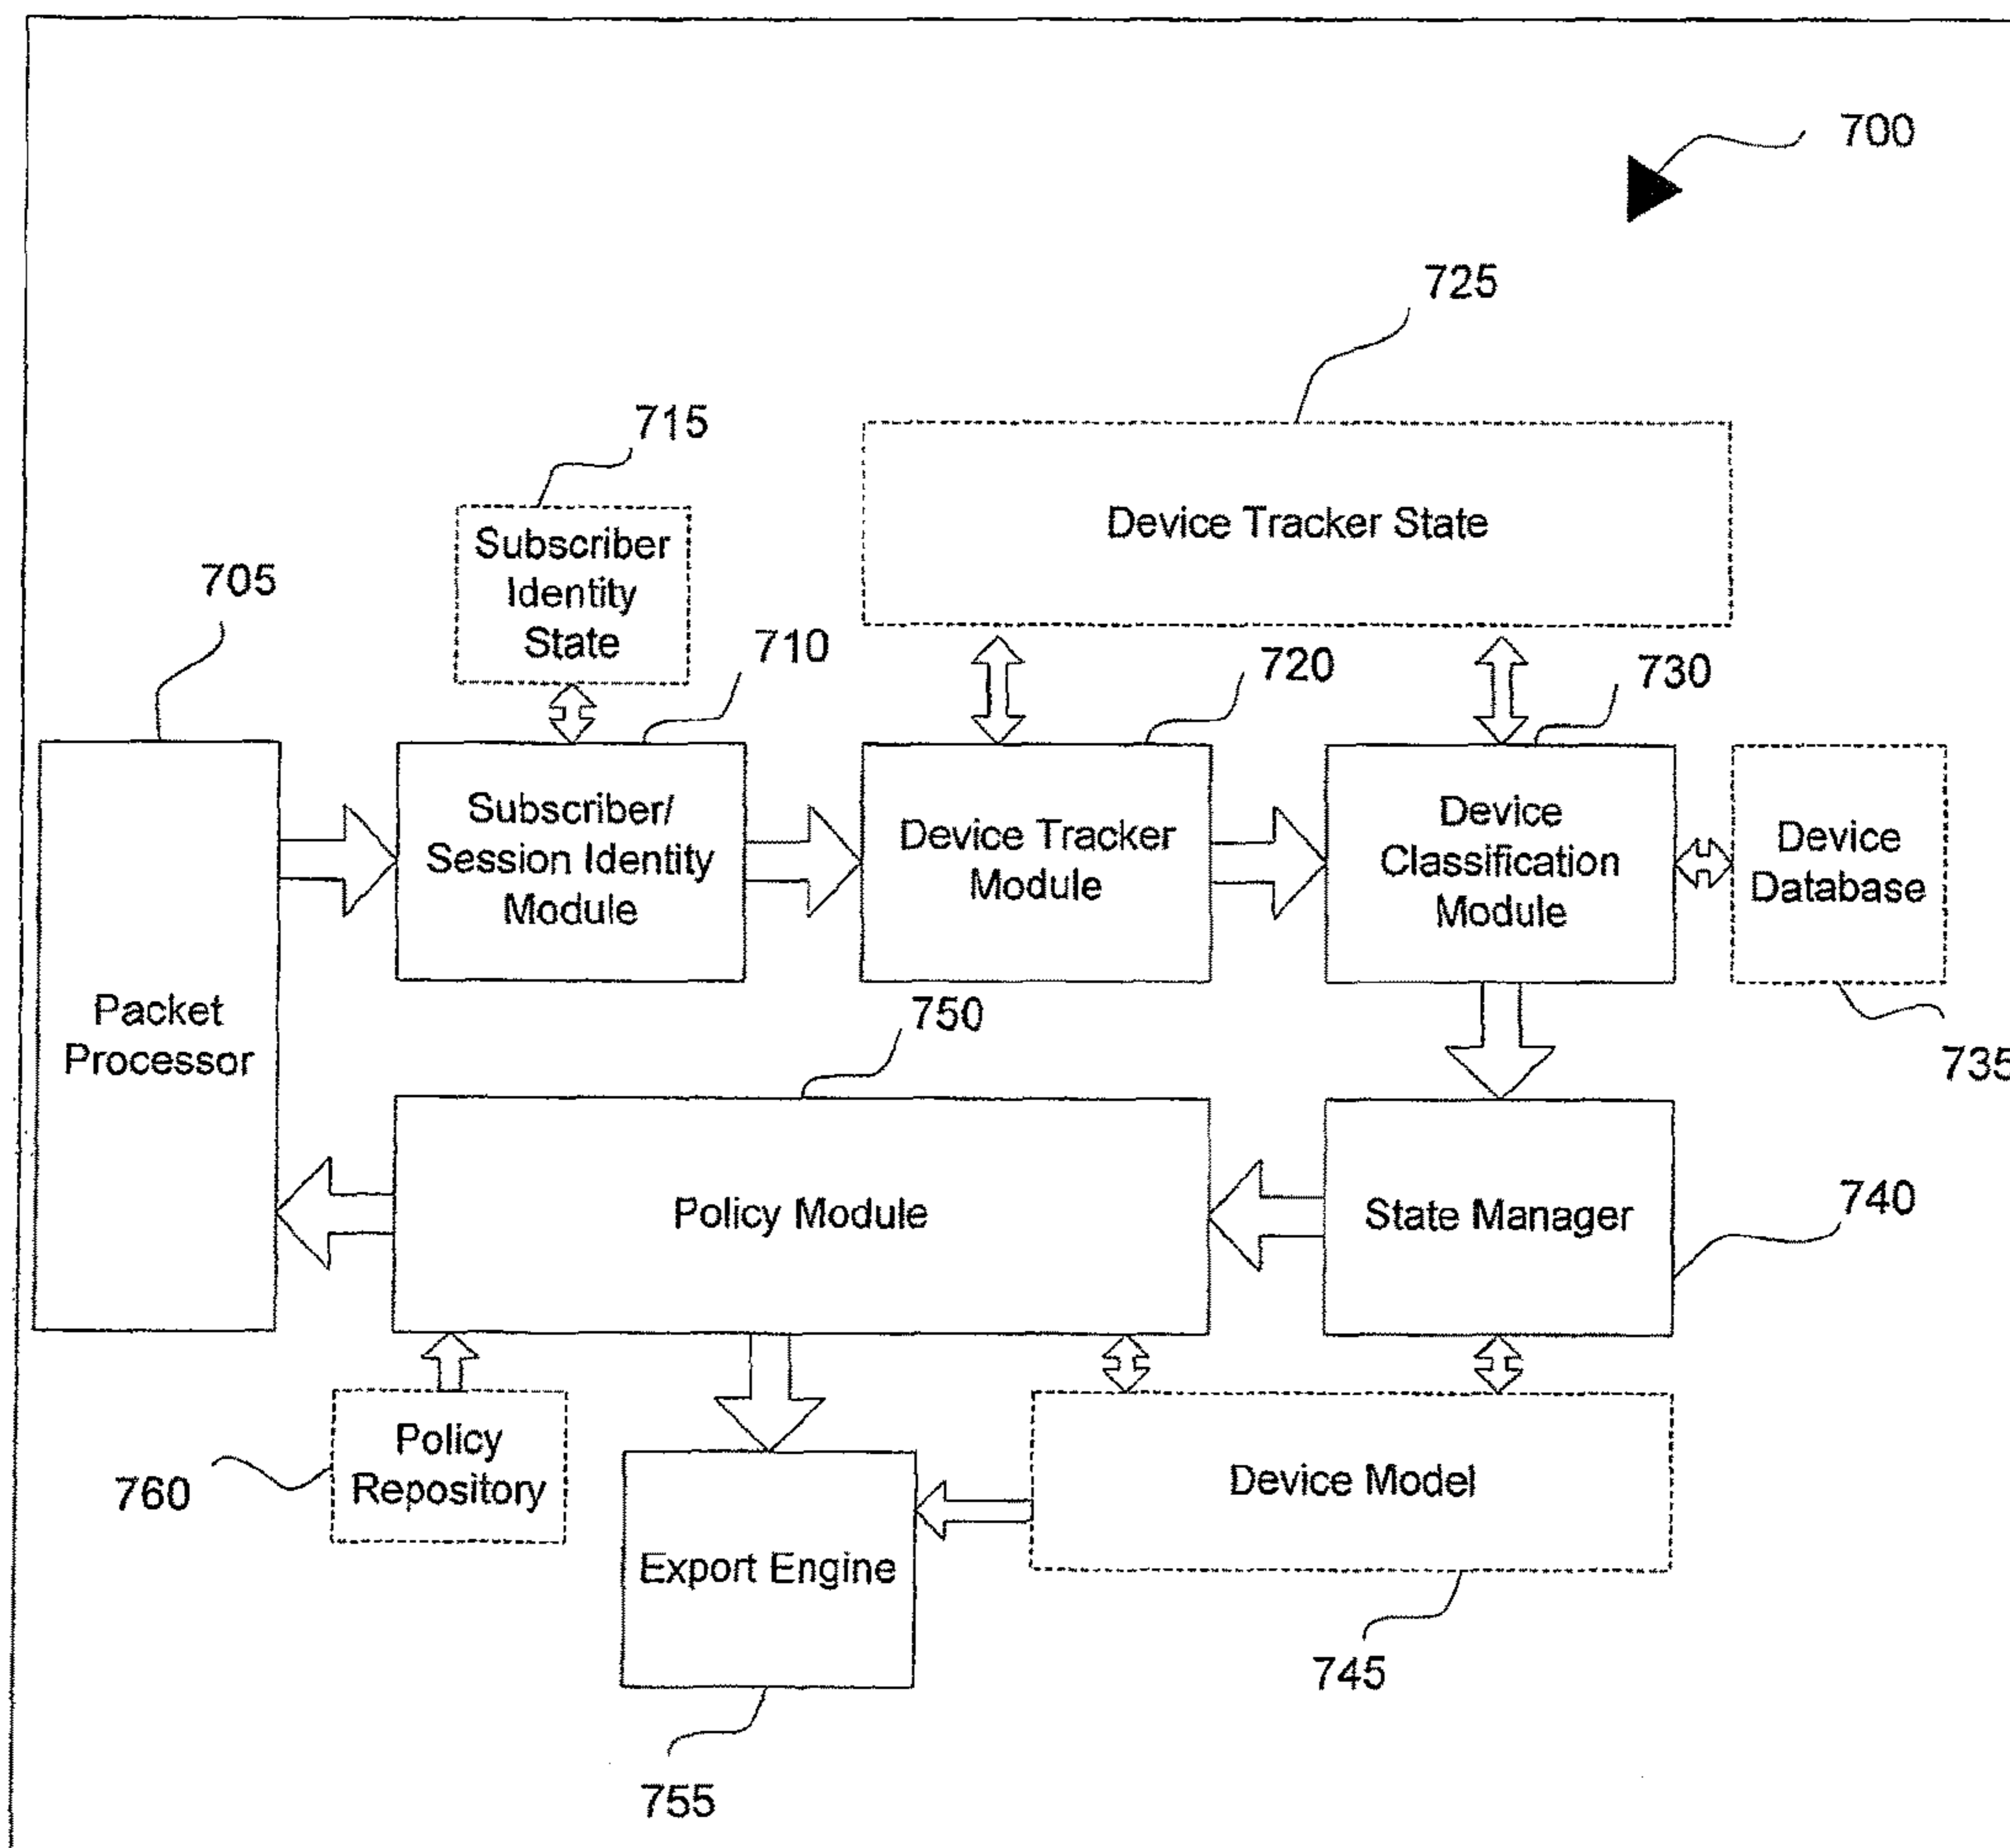 700
725
715
Device Tracker State
Subscriber
Identity
State
705
710
720
730
Subscriber/
Session Identity
Module
Device Tracker
Module
Device
Classification
Module
Device
Database
735
Packet
Processor
750
Policy Module
State Manager
740
Policy
Repository
760
Device Model
Export Engine
745
755